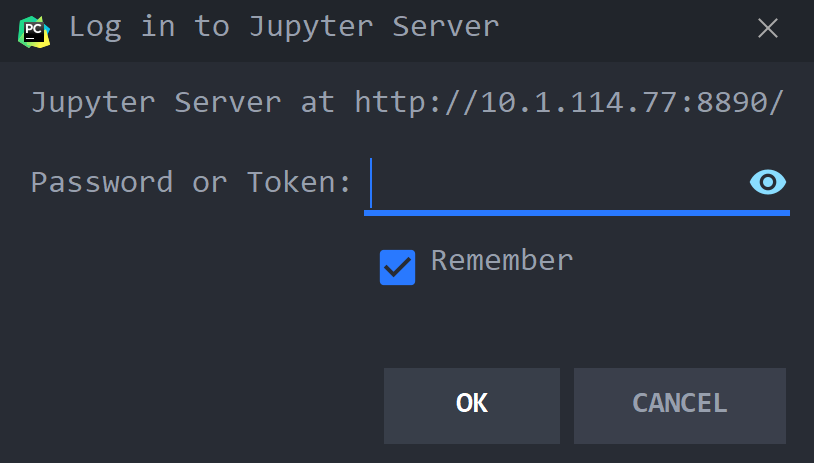 PC
Log in to Jupyter Server
Jupyter Server at http://10.1.114.77:8890/
Password or Token:
Remember
OK
CANCEL